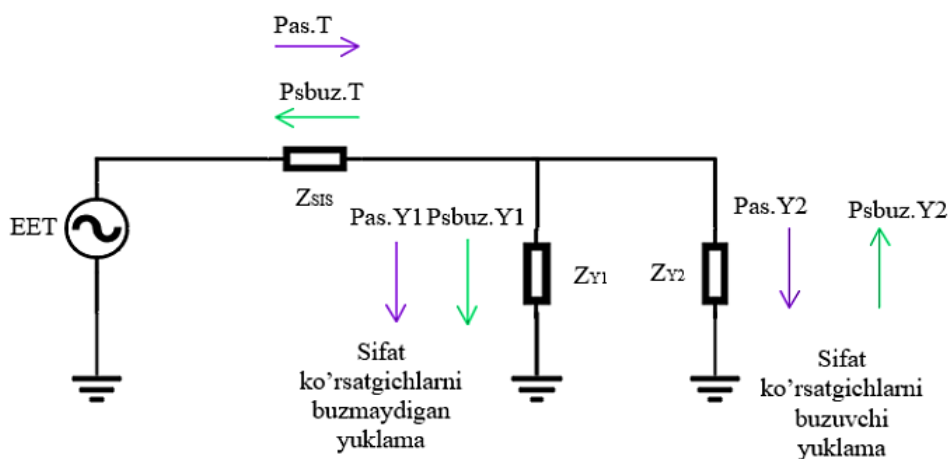 Pas.T
Psbuz.T
ZSIS
EET
Pas.Y1 Psbuz.Y1
Pas.Y2
Psbuz.Y2
ZY1
ZY2
Sifat
ko'rsatgichlarni
buzmaydigan
yuklama
Sifat
ko'rsatgichlarni
buzuvchi
yuklama